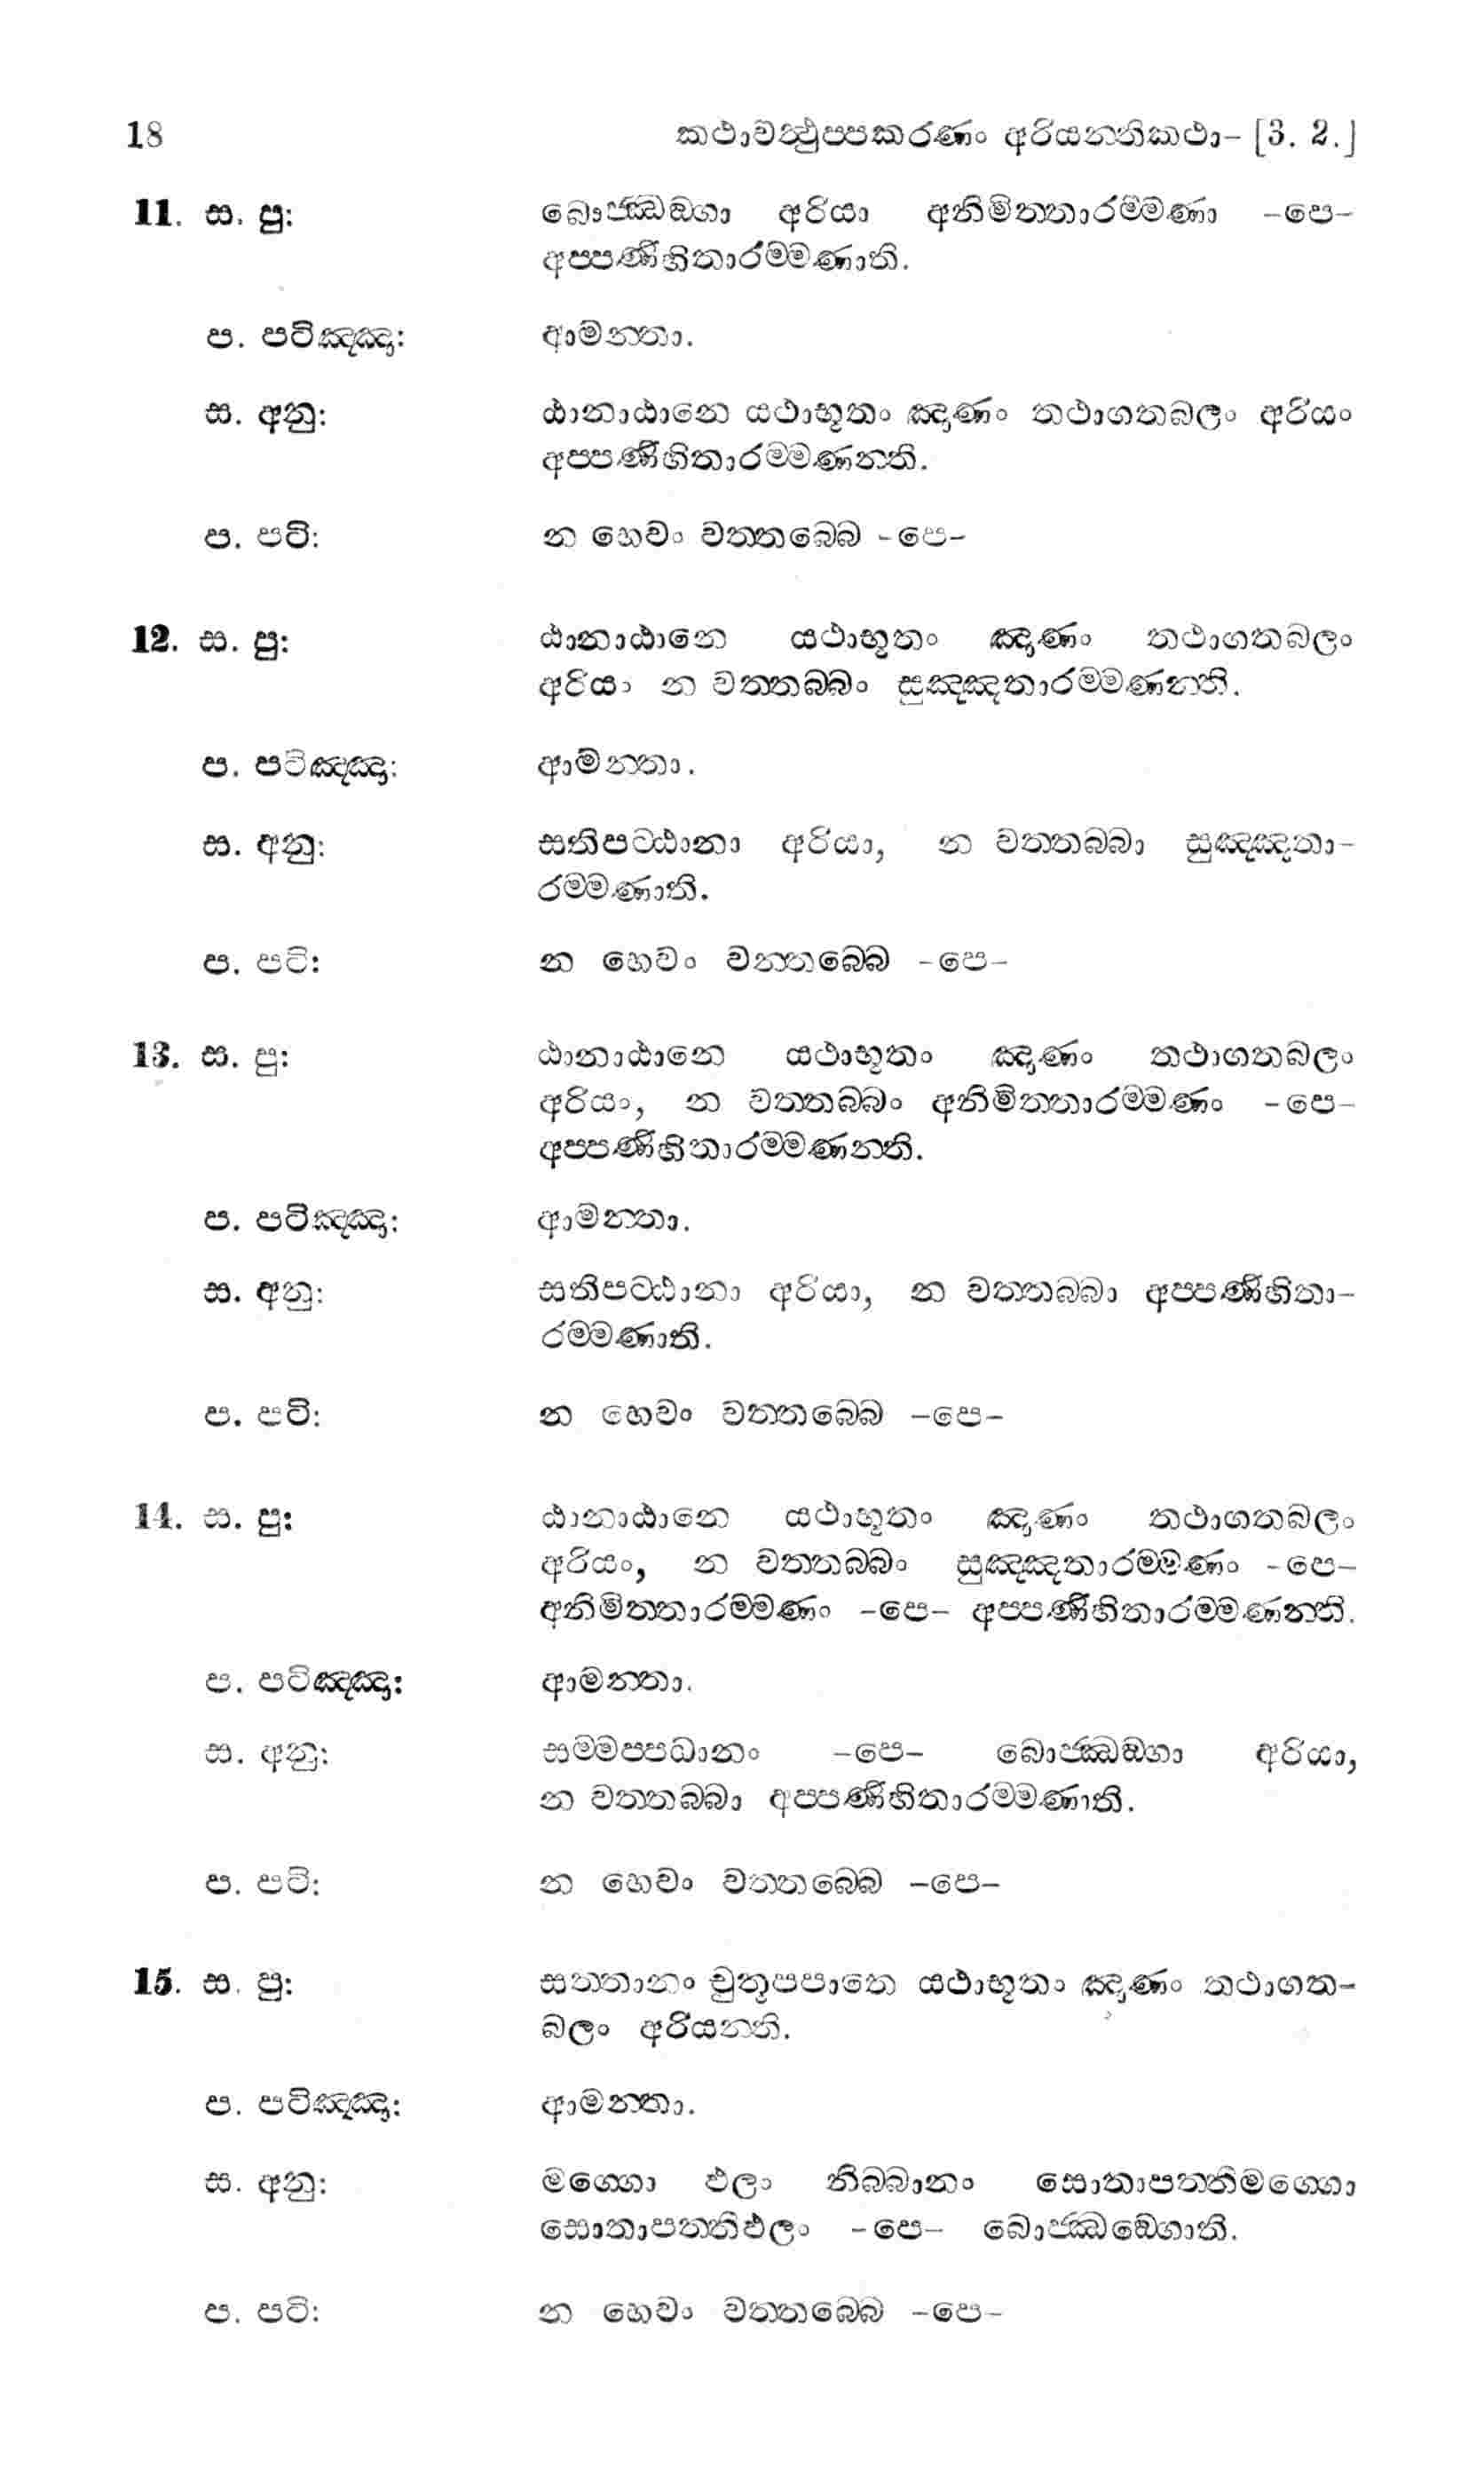 18 කථාවත්‍ථුප්පකරණං අරියන්තිකථා- [3. 2.]
11. ස. පු: බොජ්ඣඞ්ගා අරියා අනිමිත්තාරම්මණා -පෙ-
අප්පණිහිතාරම්මණාති.
ප. පටිඤ්ඤා: ආමන්තා.
ස. අනු: ඨානාඨානෙ යථාභූතං ඤාණං තථාගතබලං අරියං
අප්පණිහිතාරම්මණන්ති.
ප. පටි: න හෙවං වත්තබ්බෙ -පෙ-
12. ස. පු: ඨානාඨානෙ යථාභූතං ඤාණං තථාගතබලං
අරියං න වත්තබ්බං සුඤ්ඤතාරම්මණන්ති.
ප. පටිඤ්ඤා: ආමන්තා.
ස. අනු: සතිපට්ඨානා අරියා, න වත්තබ්බා සුඤ්ඤතා-
රම්මණාති.
ප. පටි: න හෙවං වත්තබ්බෙ -පෙ-
13. ස. පු: ඨානාඨානෙ යථාභූතං ඤාණං තථාගතබලං
අරියං, න වත්තබ්බං අනිමිත්තාරම්මණං -පෙ-
අප්පණිහිතාරම්මණන්ති.
ප. පටිඤ්ඤා: ආමන්තා.
ස. අනු: සතිපට්ඨානා අරියා, න වත්තබ්බා අප්පණිහිතා-
රම්මණාති.
ප. පටි: න හෙවං වත්තබ්බෙ -පෙ-
14. ස. පු: ඨානාඨානෙ යථාභූතං ඤාණං තථාගතබලං
අරියං, න වත්තබ්බං සුඤ්ඤතාරම්මණං -පෙ-
අනිමිත්තාරම්මණං -පෙ- අප්පණිහිතාරම්මණන්ති.
ප. පටිඤ්ඤා: ආමන්තා.
ස. අනු: සම්මප්පධානං -පෙ- බොජ්ඣඞ්ගා අරියා,
න වත්තබ්බා අප්පණිහිතාරම්මණාති.
ප. පටි: න හෙවං වත්තබ්බෙ -පෙ-
15. ස. පු: සත්තානං චුතූපපාතෙ යථාභූතං ඤාණං තථාගත-
බලං අරියන්ති.
ප. පටිඤ්ඤා: ආමන්තා.
ස. අනු: මග්ගො ඵලං නිබ්බානං සොතාපත්තිමග්ගො
සොතාපත්තිඵලං -පෙ- බොජ්ඣඞ්ගොති.
ප. පටි: න හෙවං වත්තබ්බෙ -පෙ-